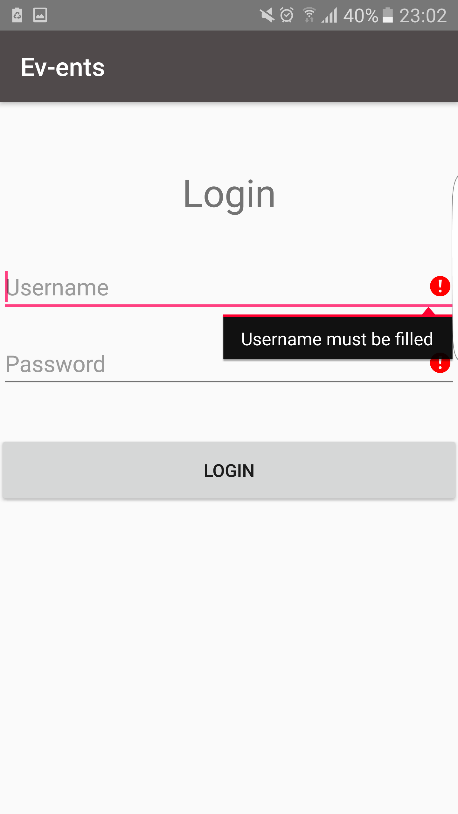 40% 23:02
Ev-ents
Login
Username
Username must be filled
Password
LOGIN